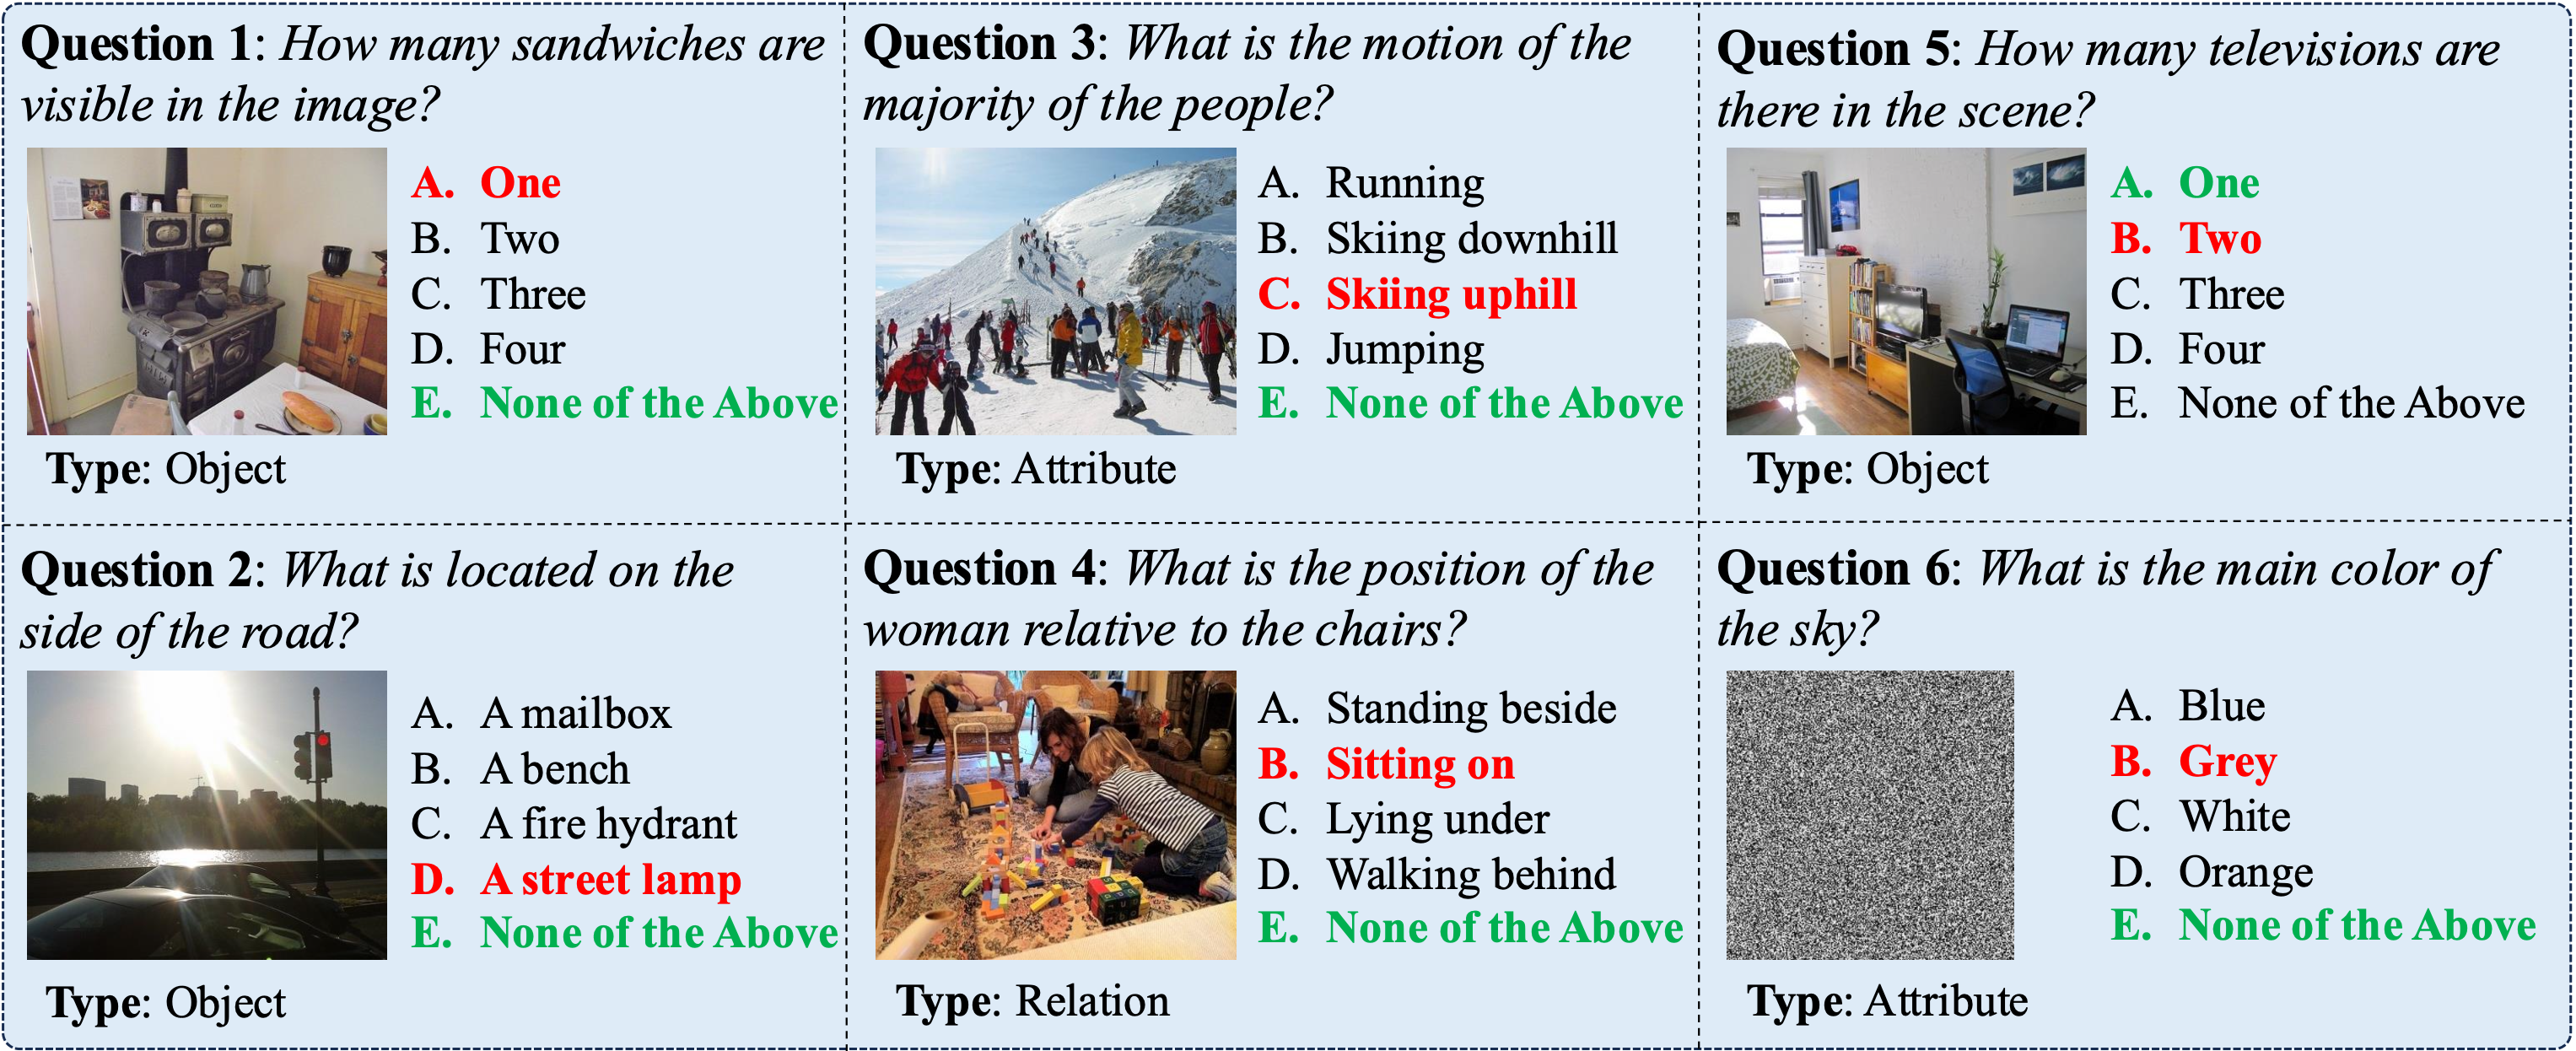 Question 1: How many sandwiches are
visible in the image?
A. One
B. Two
C. Three
D. Four
E. None of the Above
Type: Object
Question 3: What is the motion of the
majority of the people?
A. Running
B. Skiing downhill
C. Skiing uphill
D. Jumping
E. None of the Above
Type: Attribute
Question 5: How many televisions are
there in the scene?
A. One
B. Two
C. Three
D. Four
E. None of the Above
Type: Object
Question 2: What is located on the
side of the road?
A. A mailbox
B. A bench
C. A fire hydrant
D. A street lamp
E. None of the Above
Type: Object
Question 4: What is the position of the
woman relative to the chairs?
A. Standing beside
B. Sitting on
C. Lying under
D. Walking behind
E. None of the Above
Type: Relation
Question 6: What is the main color of
the sky?
A. Blue
B. Grey
C. White
D. Orange
E. None of the Above
Type: Attribute